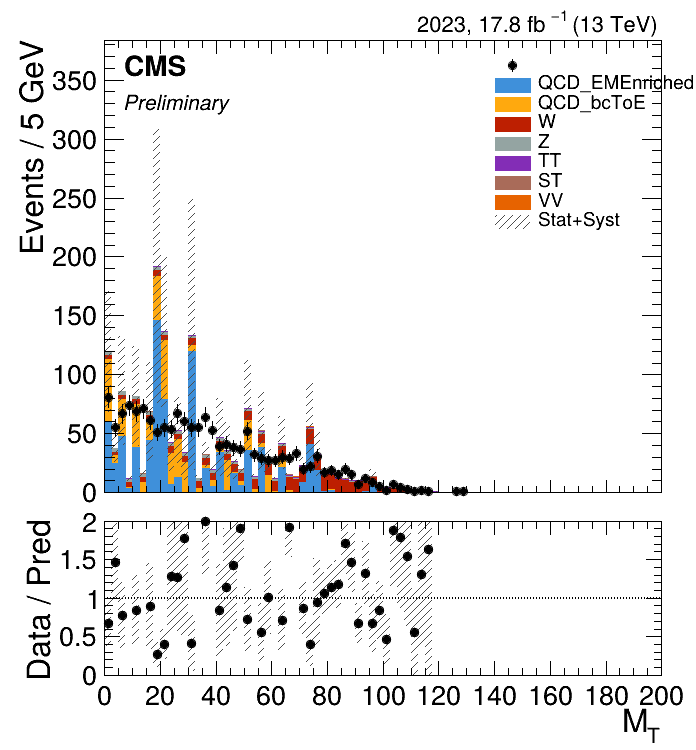 2023, 17.8 fb⁻¹ (13 TeV)
CMS
Preliminary
QCD_EMEnriched
QCD_bcToE
W
Z
TT
ST
VV
Stat+Syst
Events / 5 GeV
350
300
250
200
150
100
50
0
Data / Pred
2
1.5
1
0.5
0
0 20 40 60 80 100 120 140 160 180 200
M_T